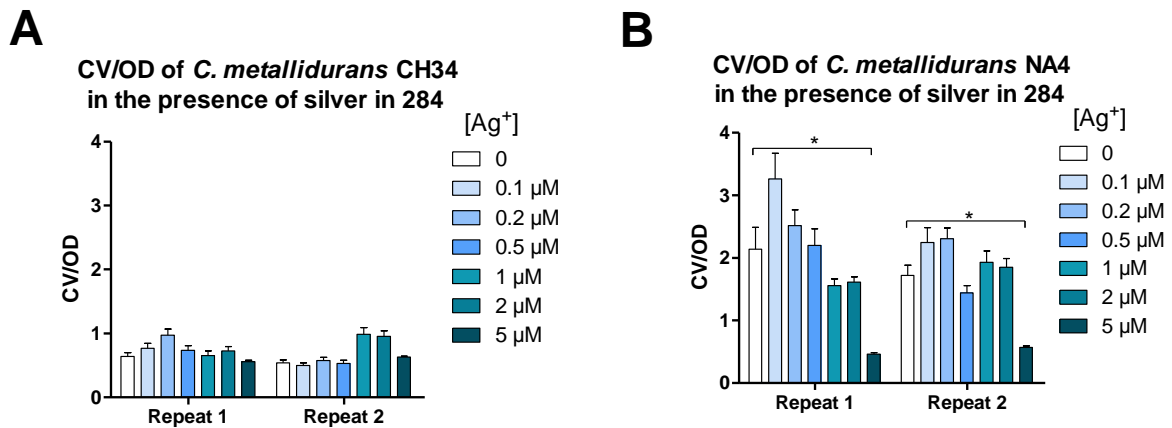 A
CV/OD of C. metallidurans CH34
in the presence of silver in 284
[Ag⁺]
0
0.1 µM
0.2 µM
0.5 µM
1 µM
2 µM
5 µM
CV/OD
4
3
2
1
0
Repeat 1
Repeat 2
B
CV/OD of C. metallidurans NA4
in the presence of silver in 284
[Ag⁺]
0
0.1 µM
0.2 µM
0.5 µM
1 µM
2 µM
5 µM
CV/OD
4
3
2
1
0
*
*
Repeat 1
Repeat 2